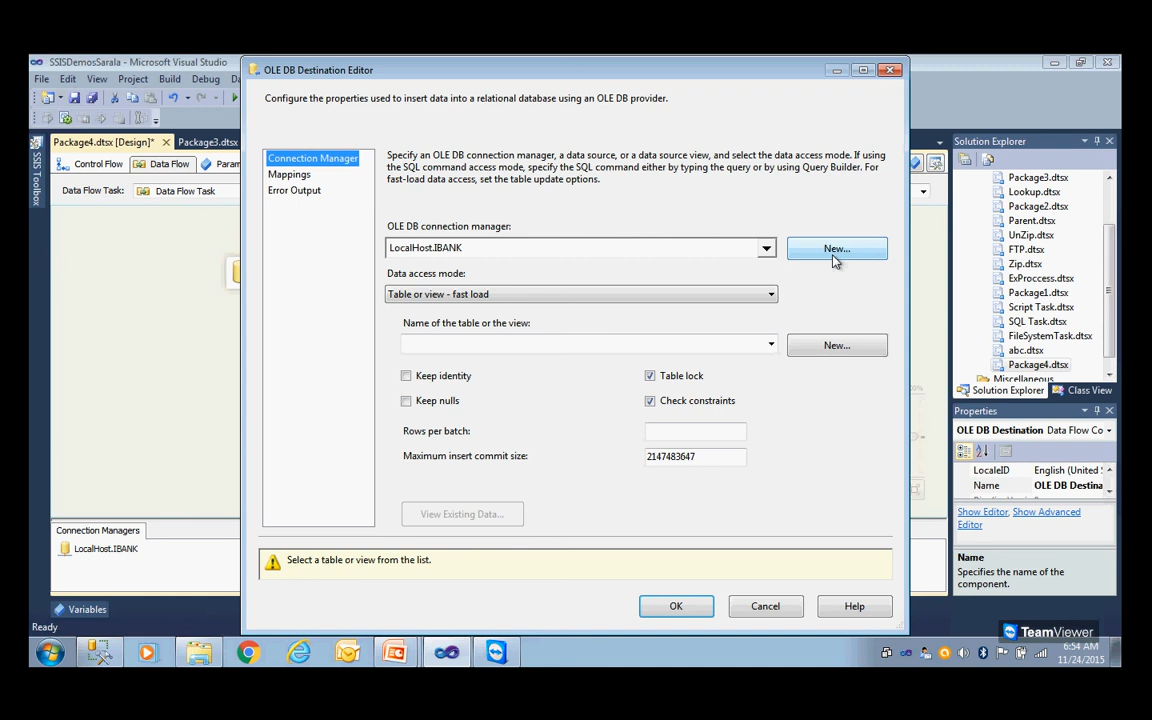 SSISDemosSarala - Microsoft Visual Studio
File Edit View Project Build Debug
Package4.dtsx [Design]* Package3.dtsx
Control Flow Data Flow
Data Flow Task: Data Flow Task
SSIS Toolbox
Connection Managers
LocalHost.IBANK
Variables
Ready
OLE DB Destination Editor
Configure the properties used to insert data into a relational database using an OLE DB provider.
Connection Manager
Mappings
Error Output
Specify an OLE DB connection manager, a data source, or a data source view, and select the data access mode. If using
the SQL command access mode, specify the SQL command either by typing the query or by using Query Builder. For
fast-load data access, set the table update options.
OLE DB connection manager:
LocalHost.IBANK New...
Data access mode:
Table or view - fast load
Name of the table or the view:
New...
Keep identity Table lock
Keep nulls Check constraints
Rows per batch:
Maximum insert commit size: 2147483647
View Existing Data...
Select a table or view from the list.
OK Cancel Help
Solution Explorer
Package3.dtsx
Lookup.dtsx
Package2.dtsx
Parent.dtsx
UnZip.dtsx
FTP.dtsx
Zip.dtsx
ExProccess.dtsx
Package1.dtsx
Script Task.dtsx
SQL Task.dtsx
FileSystemTask.dtsx
abc.dtsx
Package4.dtsx
Miscellaneous
Solution Explorer Class View
Properties
OLE DB Destination Data Flow Co
LocaleID English (United
Name OLE DB Destina
Show Editor, Show Advanced
Editor
Name
Specifies the name of the
component.
TeamViewer
6:54 AM
11/24/2015